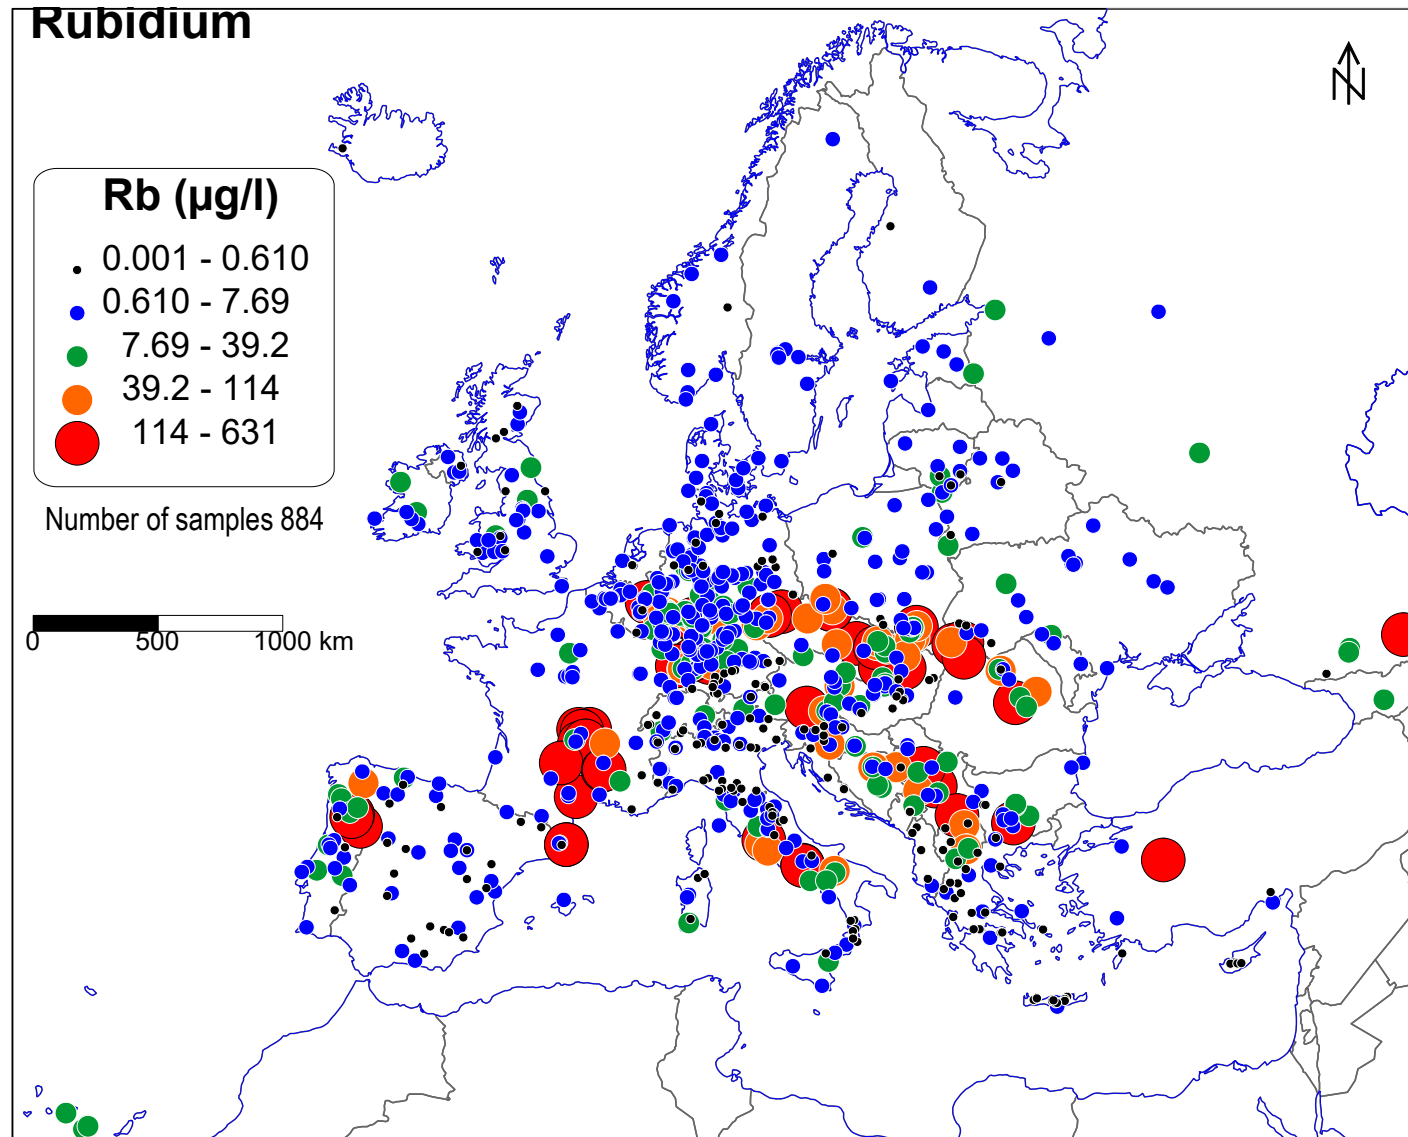 Rubidium
N
Rb (µg/l)
0.001 - 0.610
0.610 - 7.69
7.69 - 39.2
39.2 - 114
114 - 631
Number of samples 884
0 500 1000 km